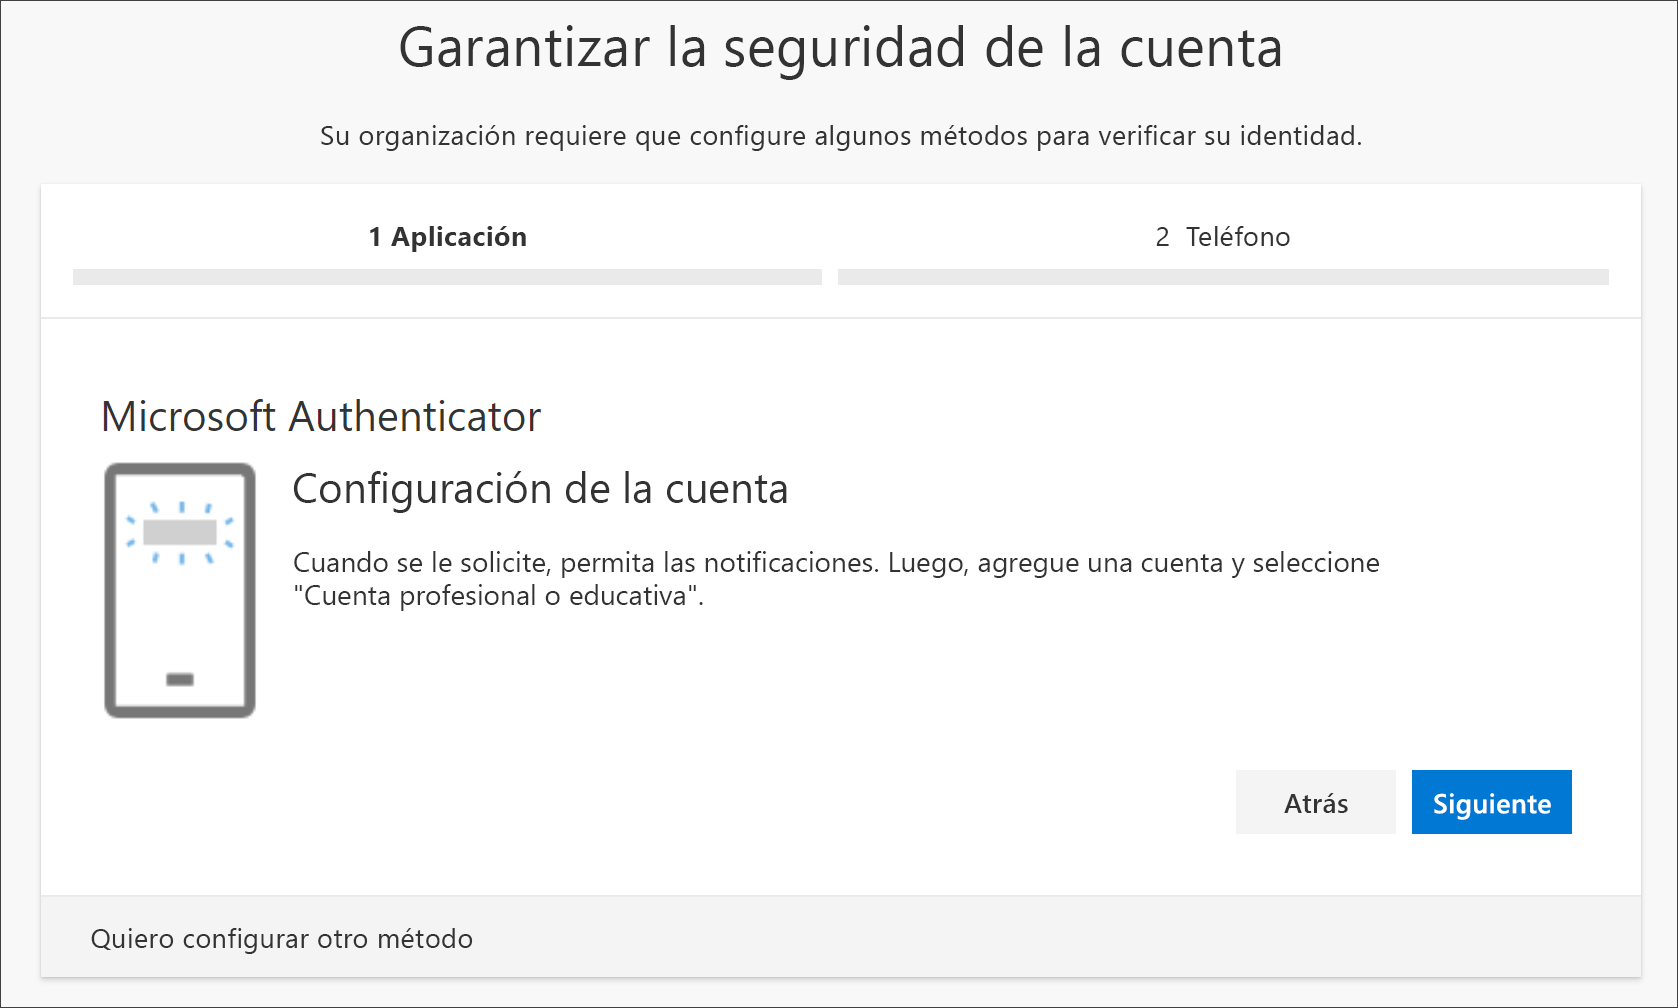 Garantizar la seguridad de la cuenta
Su organización requiere que configure algunos métodos para verificar su identidad.
1 Aplicación
2 Teléfono
Microsoft Authenticator
Configuración de la cuenta
Cuando se le solicite, permita las notificaciones. Luego, agregue una cuenta y seleccione
"Cuenta profesional o educativa".
Atrás
Siguiente
Quiero configurar otro método